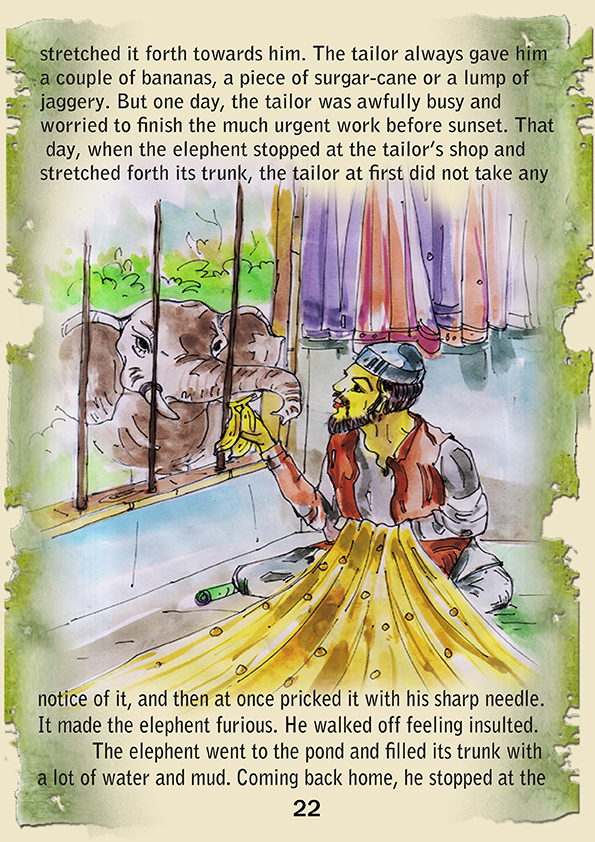 stretched it forth towards him. The tailor always gave him
a couple of bananas, a piece of surgar-cane or a lump of
jaggery. But one day, the tailor was awfully busy and
worried to finish the much urgent work before sunset. That
day, when the elephant stopped at the tailor's shop and
stretched forth its trunk, the tailor at first did not take any
notice of it, and then at once pricked it with his sharp needle.
It made the elephant furious. He walked off feeling insulted.
The elephant went to the pond and filled its trunk with
a lot of water and mud. Coming back home, he stopped at the
22